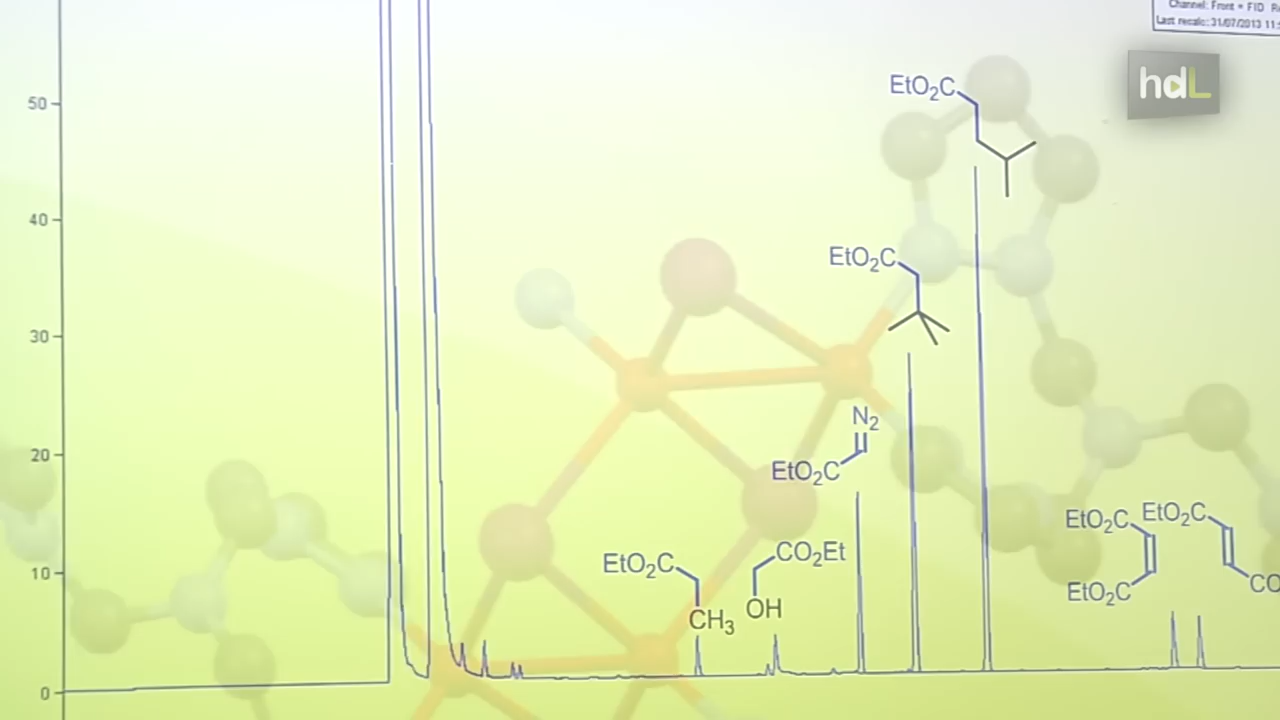 Channel: Front = FID
Last recalc: 31/07/2013 11:
hdL
50
EtO₂C
40
EtO₂C
30
N₂
EtO₂C
20
EtO₂C
EtO₂C
EtO₂C
CO₂Et
10
EtO₂C
OH
CH₃
0